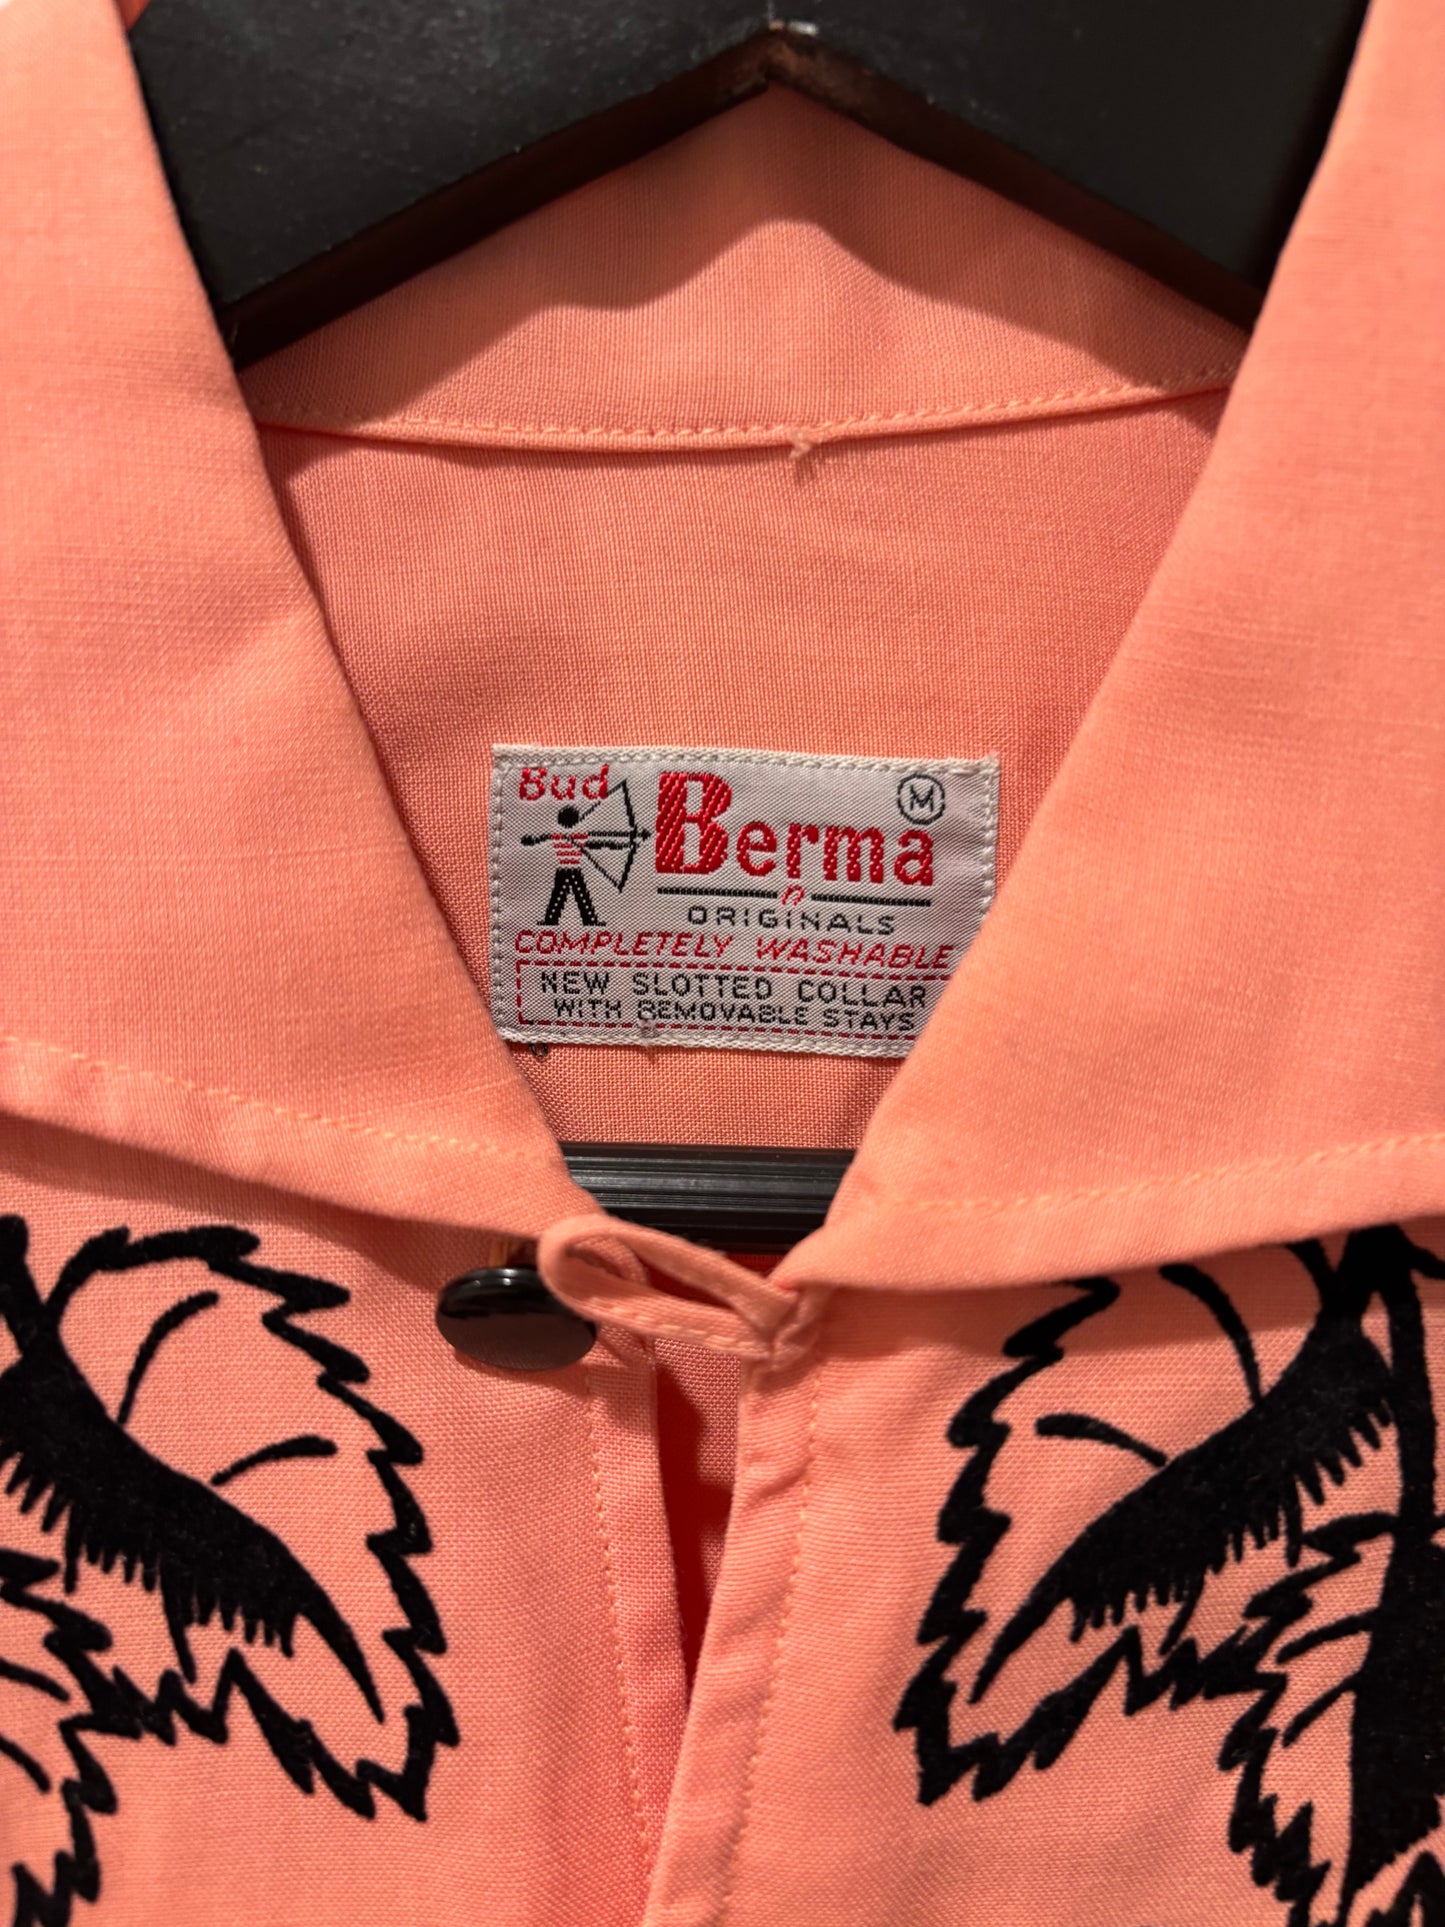 Bud Berma
M
ORIGINALS
COMPLETELY WASHABLE
NEW SLOTTED COLLAR
WITH REMOVABLE STAYS